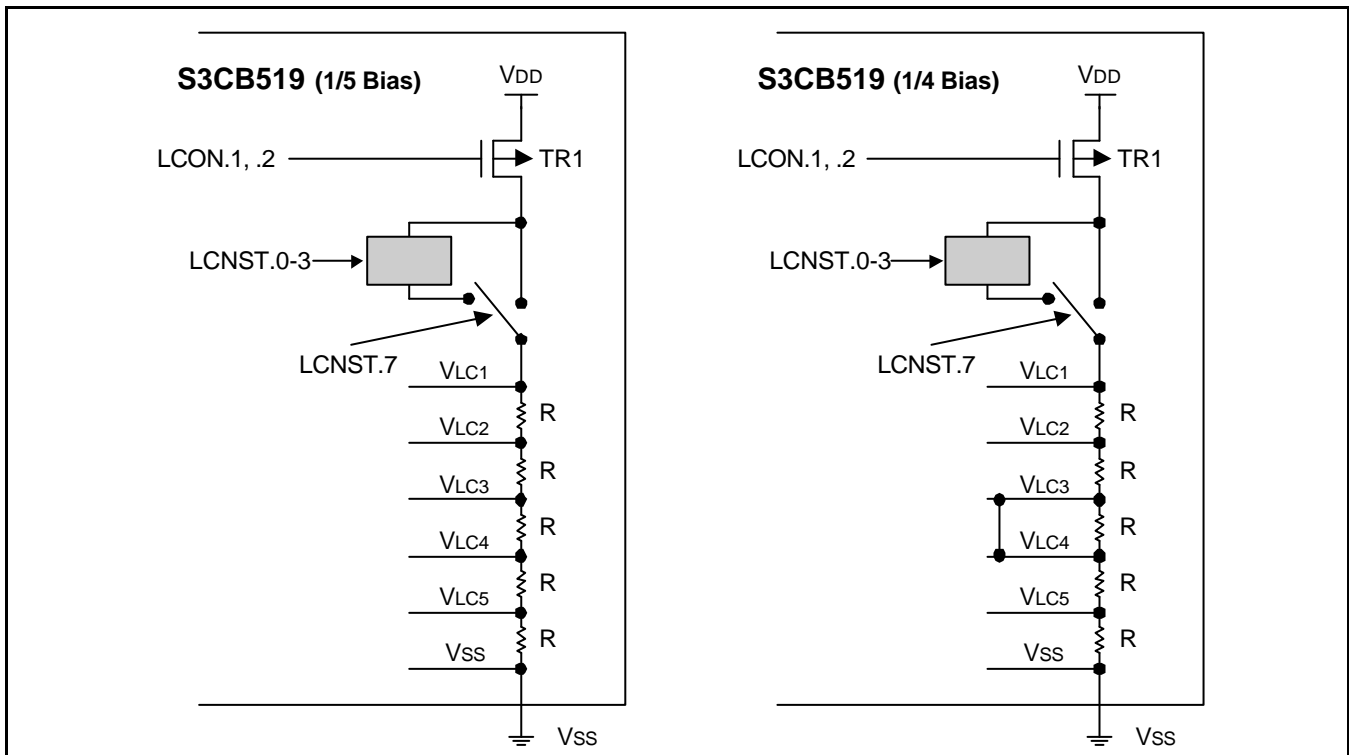 S3CB519 (1/5 Bias)
VDD
LCON.1, .2
TR1
LCNST.0-3
LCNST.7
VLC1
R
VLC2
R
VLC3
R
VLC4
R
VLC5
R
VSS
VSS
S3CB519 (1/4 Bias)
VDD
LCON.1, .2
TR1
LCNST.0-3
LCNST.7
VLC1
R
VLC2
R
VLC3
R
VLC4
R
VLC5
R
VSS
VSS